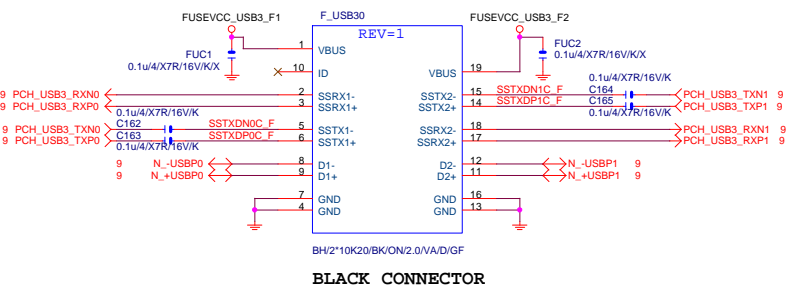 FUSEVCC_USB3_F1
F_USB30
FUSEVCC_USB3_F2
REV=1
FUC1
0.1u/4/X7R/16V/K/X
1
VBUS
10
ID
FUC2
0.1u/4/X7R/16V/K/X
19
VBUS
9 PCH_USB3_RXN0
2
SSRX1-
9 PCH_USB3_RXP0
3
SSRX1+
0.1u/4/X7R/16V/K
9 PCH_USB3_TXN0
C162
SSTXDN0C_F
5
SSTX1-
9 PCH_USB3_TXP0
C163
SSTXDP0C_F
6
SSTX1+
0.1u/4/X7R/16V/K
0.1u/4/X7R/16V/K
SSTX2-
15
SSTXDN1C_F
C164
PCH_USB3_TXN1 9
SSTX2+
14
SSTXDP1C_F
C165
PCH_USB3_TXP1 9
0.1u/4/X7R/16V/K
SSRX2-
18
PCH_USB3_RXN1 9
SSRX2+
17
PCH_USB3_RXP1 9
9 N_-USBP0
8
D1-
9 N_+USBP0
9
D1+
D2-
12
N_-USBP1 9
D2+
11
N_+USBP1 9
7
GND
4
GND
GND
16
GND
13
BH/2*10K20/BK/ON/2.0/VA/D/GF
BLACK CONNECTOR